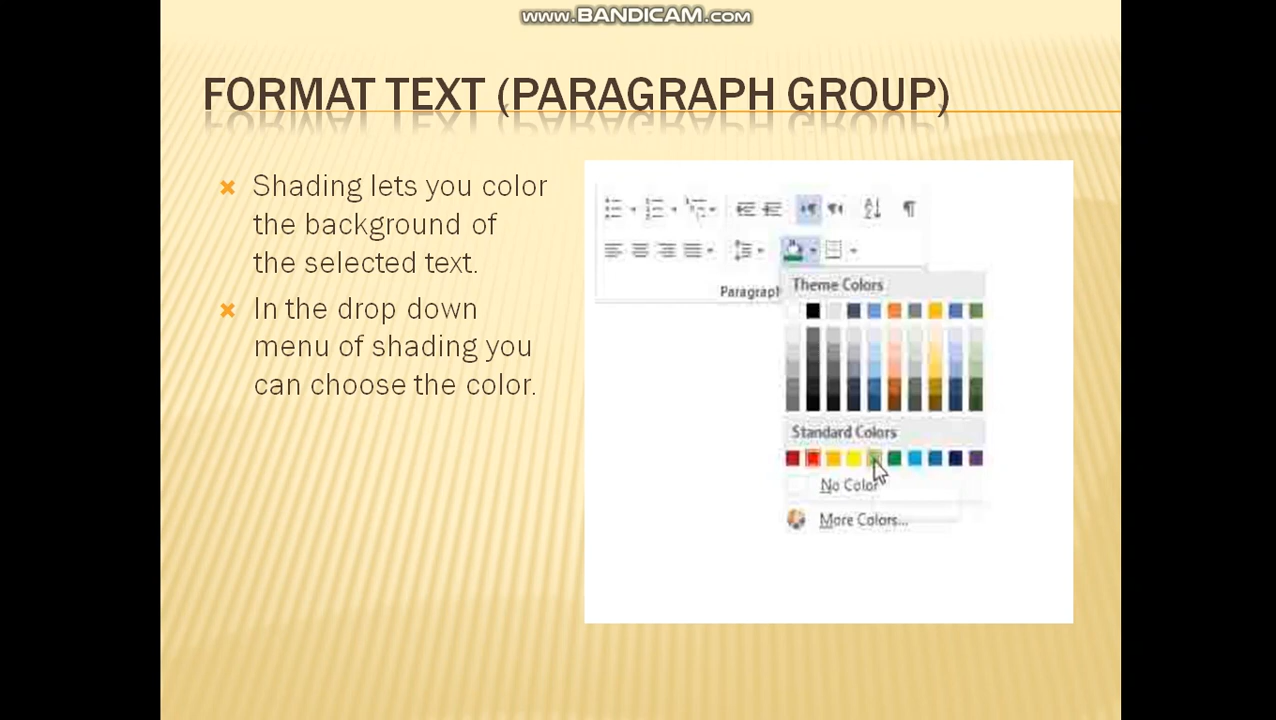 www.BANDICAM.com
FORMAT TEXT (PARAGRAPH GROUP)
Shading lets you color
the background of
the selected text.
In the drop down
menu of shading you
can choose the color.
Paragraph
Theme Colors
Standard Colors
No Color
More Colors...